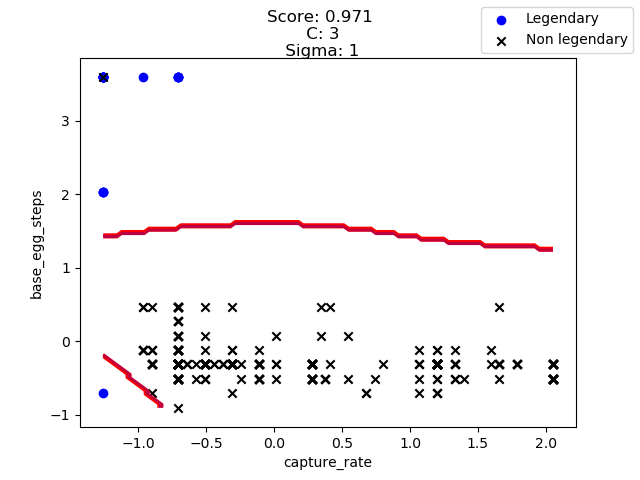 Score: 0.971
C: 3
Sigma: 1
Legendary
Non legendary
base_egg_steps
3
2
1
0
−1
−1.0
−0.5
0.0
0.5
1.0
1.5
2.0
capture_rate